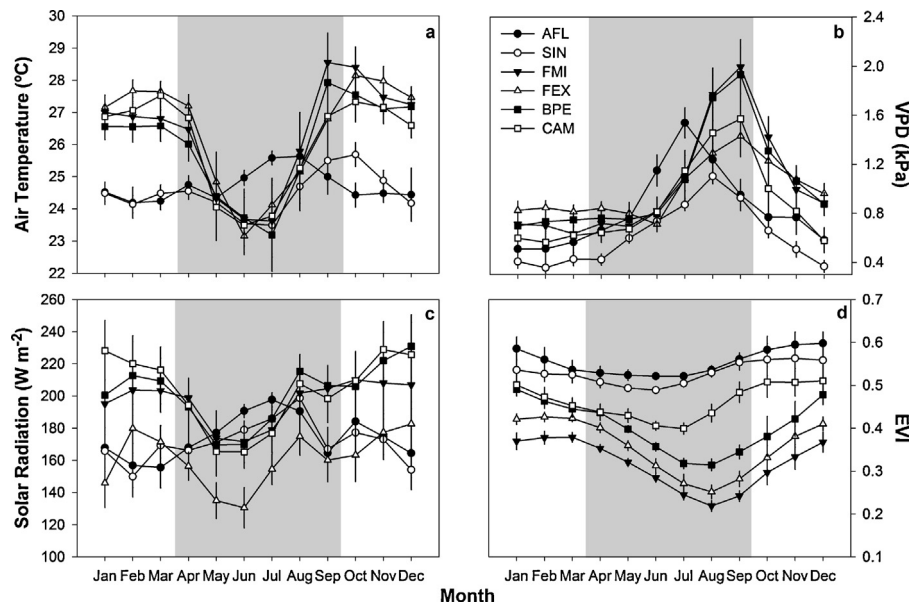 a
Air Temperature (ºC)
30
29
28
27
26
25
24
23
22
b
AFL
SIN
FMI
FEX
BPE
CAM
VPD (kPa)
2.4
2.0
1.6
1.2
0.8
0.4
c
Solar Radiation (W m-2)
260
240
220
200
180
160
140
120
100
Jan Feb Mar Apr May Jun Jul Aug Sep Oct Nov Dec
d
EVI
0.7
0.6
0.5
0.4
0.3
0.2
0.1
Jan Feb Mar Apr May Jun Jul Aug Sep Oct Nov Dec
Month